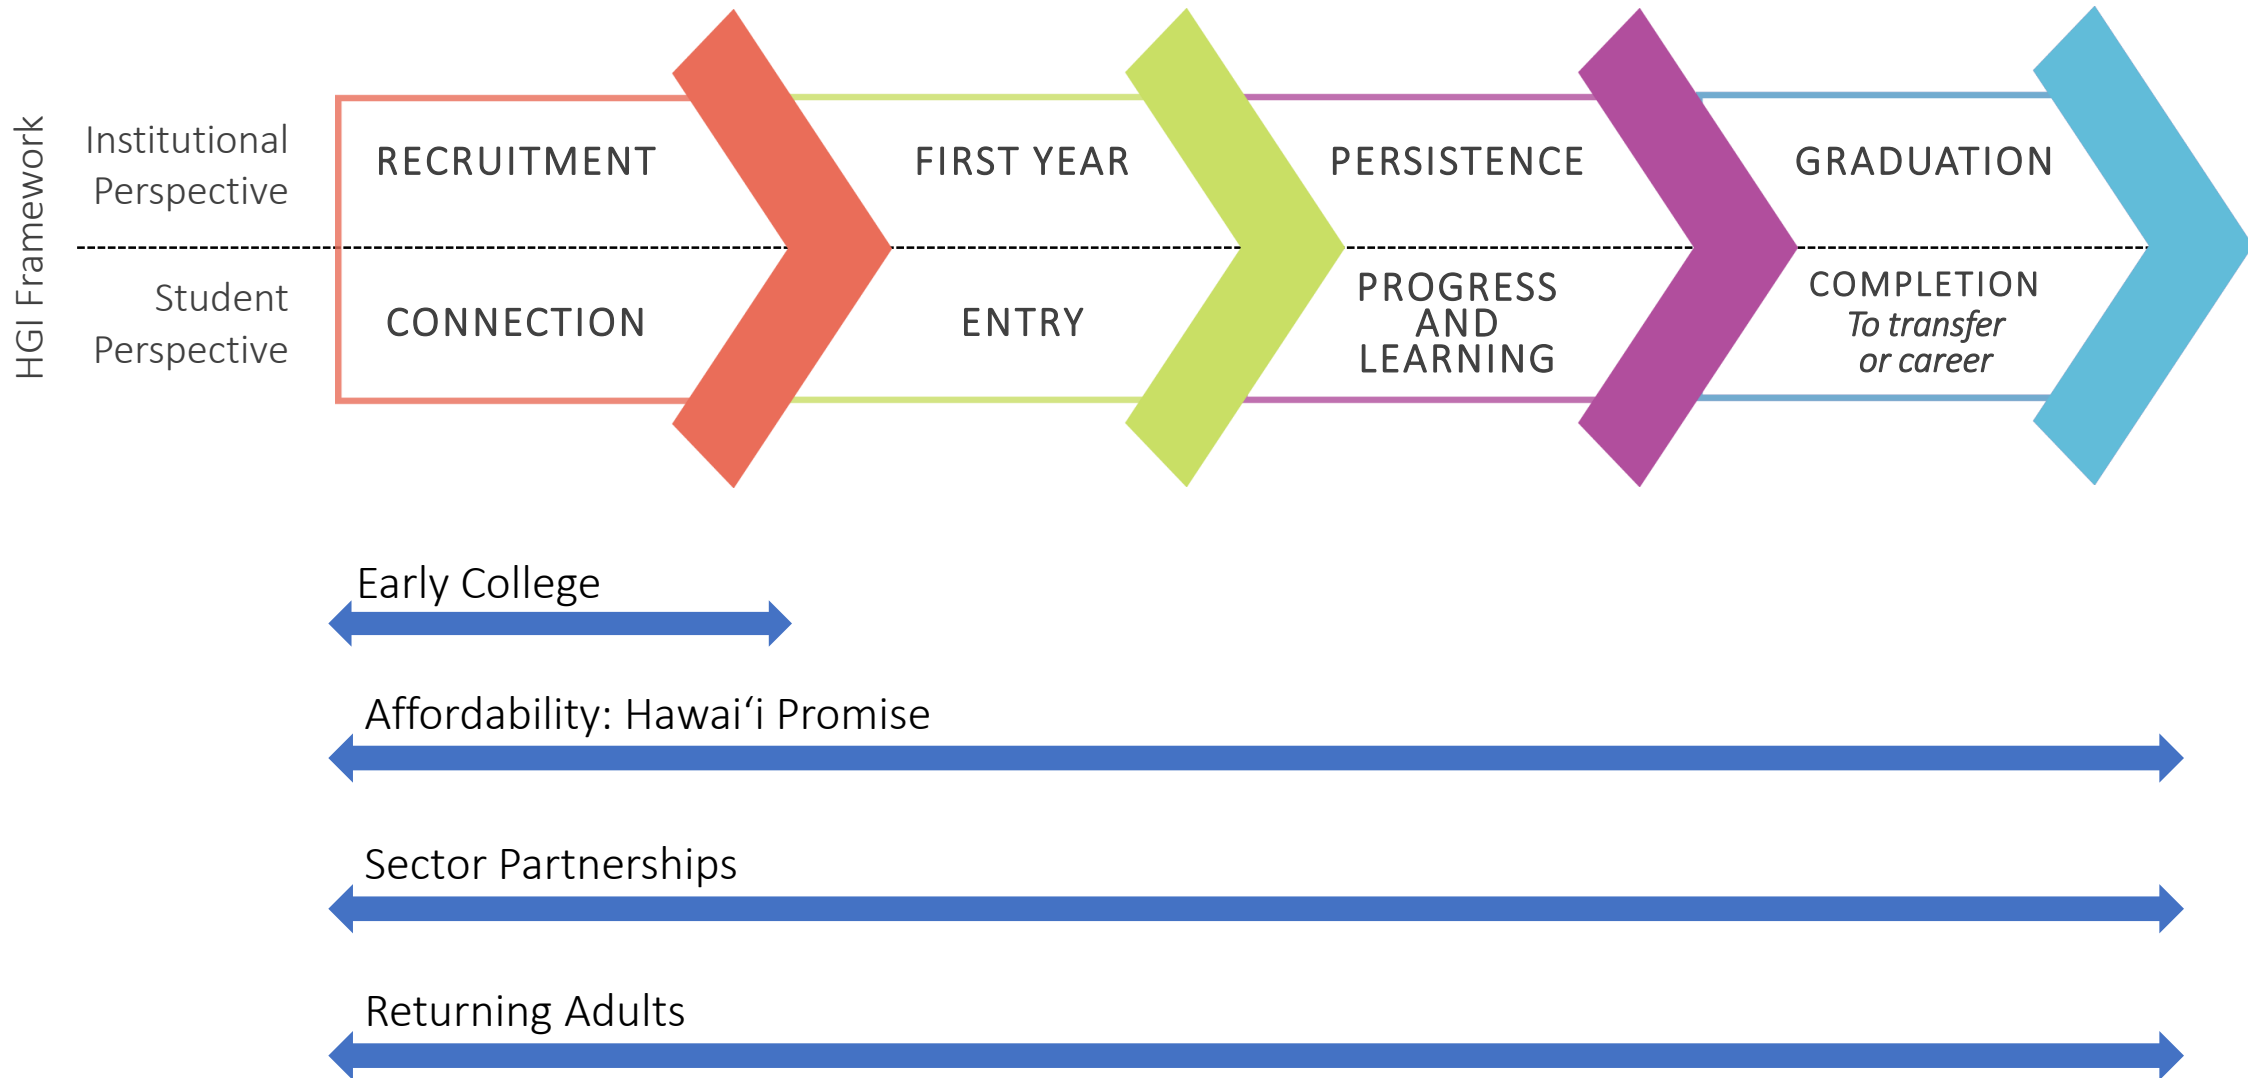 HGI Framework
Institutional
Perspective
RECRUITMENT
FIRST YEAR
PERSISTENCE
GRADUATION
Student
Perspective
CONNECTION
ENTRY
PROGRESS
AND
LEARNING
COMPLETION
To transfer
or career
Early College
Affordability: Hawaiʻi Promise
Sector Partnerships
Returning Adults